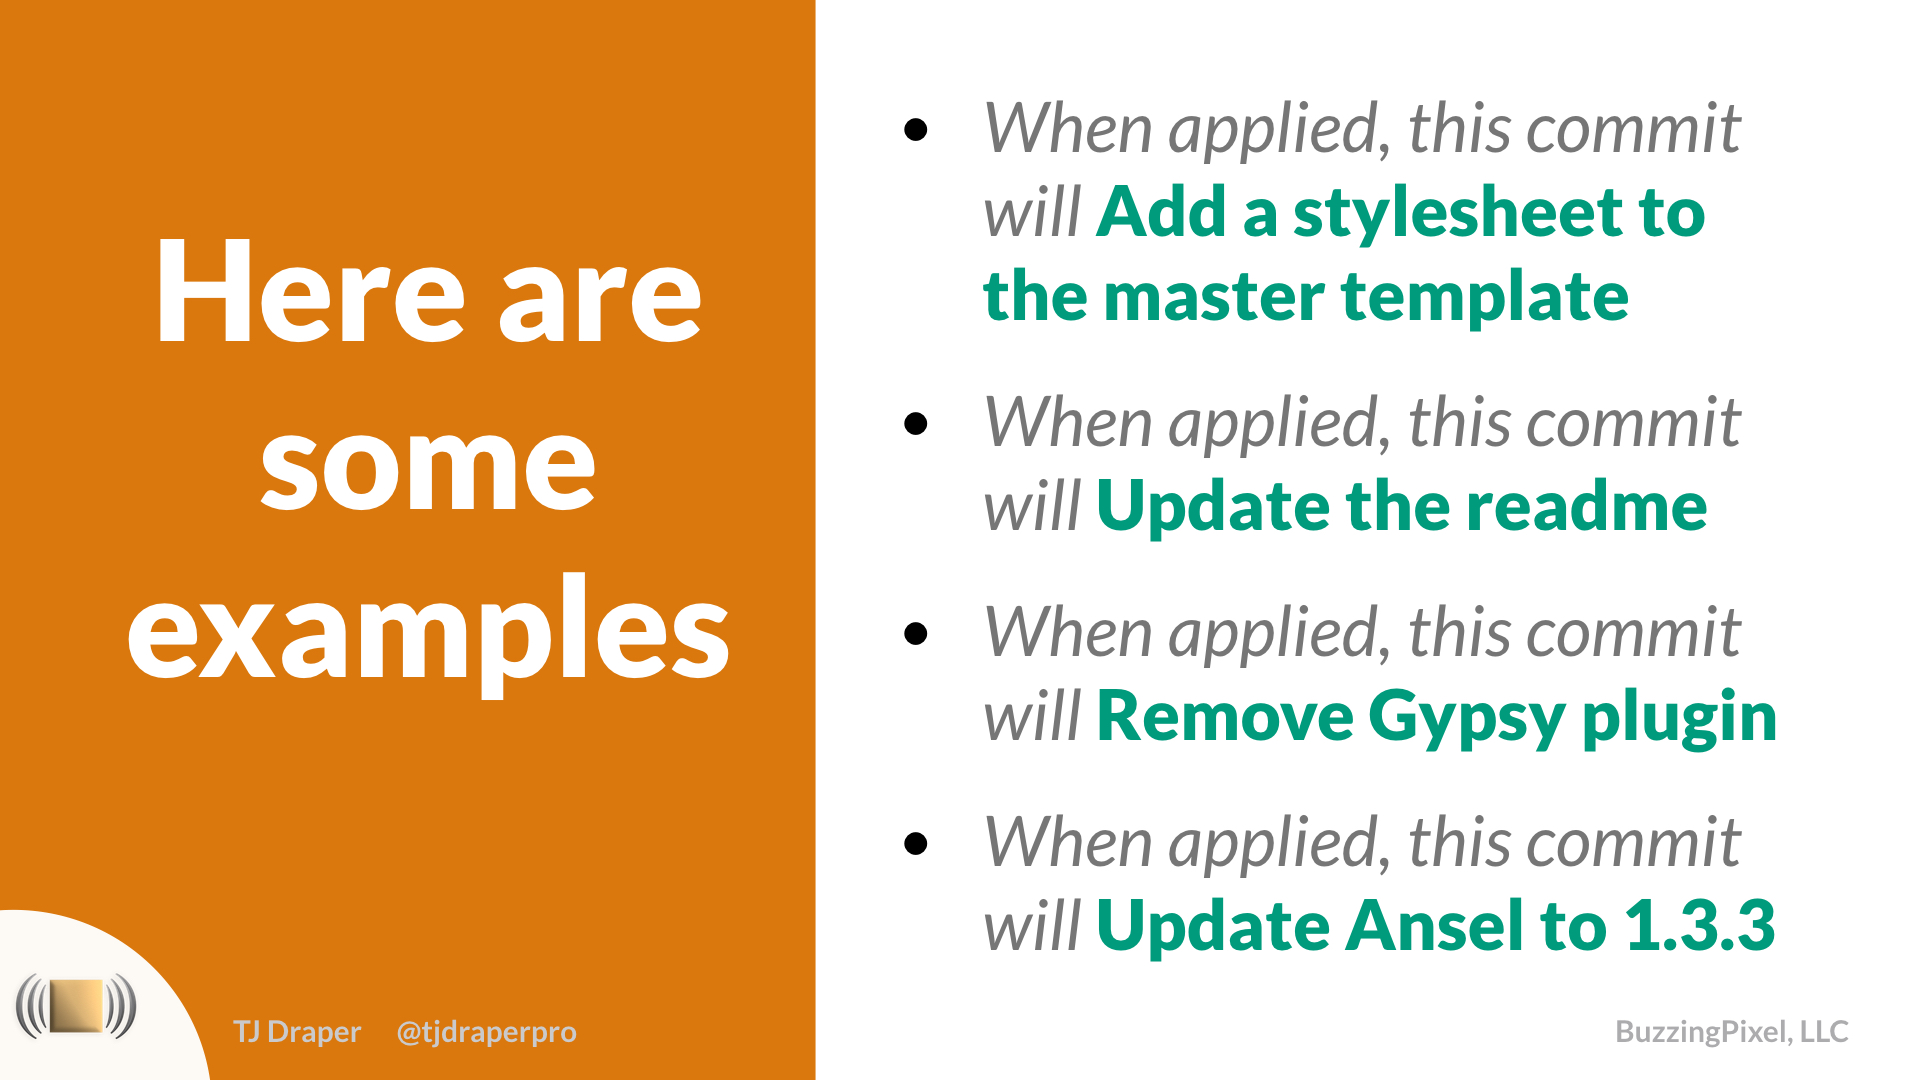 Here are
some
examples
• When applied, this commit
will Add a stylesheet to
the master template
• When applied, this commit
will Update the readme
• When applied, this commit
will Remove Gypsy plugin
• When applied, this commit
will Update Ansel to 1.3.3
TJ Draper @tjdraperpro
BuzzingPixel, LLC